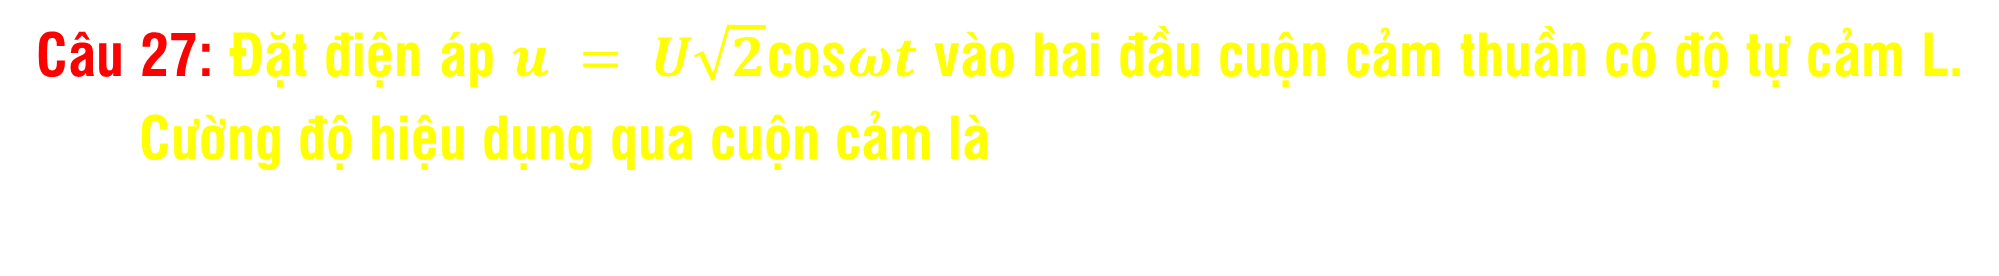 Câu 27: Đặt điện áp u = U√2cosωt vào hai đầu cuộn cảm thuần có độ tự cảm L.
Cường độ hiệu dụng qua cuộn cảm là